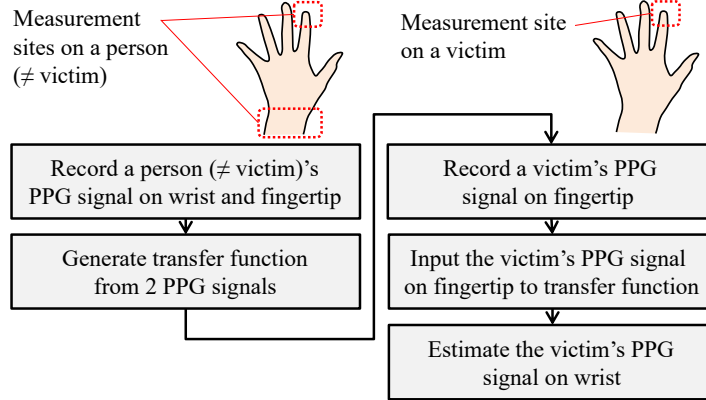 Measurement
sites on a person
(≠ victim)
Record a person (≠ victim)'s
PPG signal on wrist and fingertip
Generate transfer function
from 2 PPG signals
Measurement site
on a victim
Record a victim's PPG
signal on fingertip
Input the victim's PPG signal
on fingertip to transfer function
Estimate the victim's PPG
signal on wrist